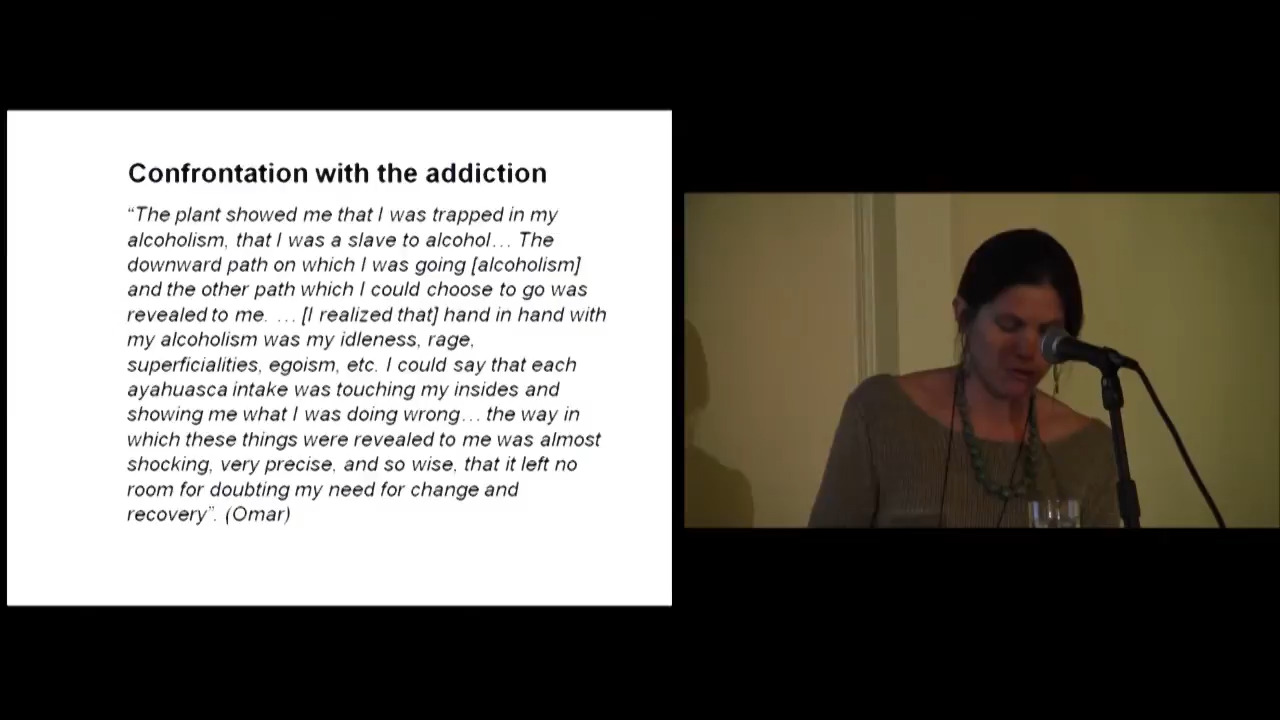 Confrontation with the addiction
“The plant showed me that I was trapped in my
alcoholism, that I was a slave to alcohol… The
downward path on which I was going [alcoholism]
and the other path which I could choose to go was
revealed to me. … [I realized that] hand in hand with
my alcoholism was my idleness, rage,
superficialities, egoism, etc. I could say that each
ayahuasca intake was touching my insides and
showing me what I was doing wrong… the way in
which these things were revealed to me was almost
shocking, very precise, and so wise, that it left no
room for doubting my need for change and
recovery”. (Omar)